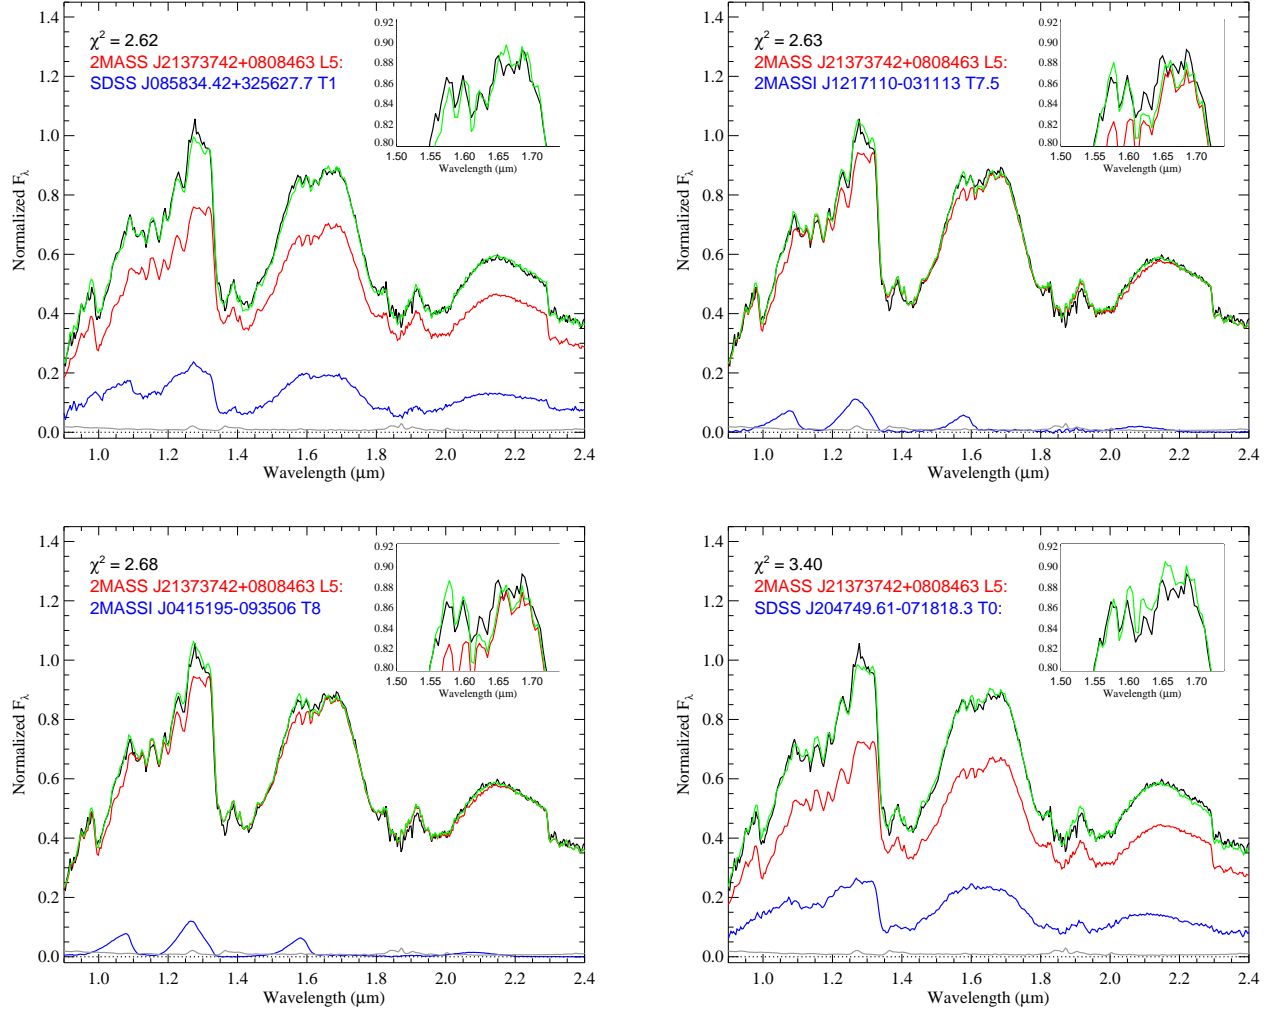 χ² = 2.62
2MASS J21373742+0808463 L5:
SDSS J085834.42+325627.7 T1
Normalized Fλ
1.4
1.2
1.0
0.8
0.6
0.4
0.2
0.0
1.0 1.2 1.4 1.6 1.8 2.0 2.2 2.4
Wavelength (μm)
0.92
0.90
0.88
0.86
0.84
0.82
0.80
1.50 1.55 1.60 1.65 1.70
Wavelength (μm)
χ² = 2.63
2MASS J21373742+0808463 L5:
2MASSI J1217110-031113 T7.5
Normalized Fλ
1.4
1.2
1.0
0.8
0.6
0.4
0.2
0.0
1.0 1.2 1.4 1.6 1.8 2.0 2.2 2.4
Wavelength (μm)
0.92
0.90
0.88
0.86
0.84
0.82
0.80
1.50 1.55 1.60 1.65 1.70
Wavelength (μm)
χ² = 2.68
2MASS J21373742+0808463 L5:
2MASSI J0415195-093506 T8
Normalized Fλ
1.4
1.2
1.0
0.8
0.6
0.4
0.2
0.0
1.0 1.2 1.4 1.6 1.8 2.0 2.2 2.4
Wavelength (μm)
0.92
0.90
0.88
0.86
0.84
0.82
0.80
1.50 1.55 1.60 1.65 1.70
Wavelength (μm)
χ² = 3.40
2MASS J21373742+0808463 L5:
SDSS J204749.61-071818.3 T0:
Normalized Fλ
1.4
1.2
1.0
0.8
0.6
0.4
0.2
0.0
1.0 1.2 1.4 1.6 1.8 2.0 2.2 2.4
Wavelength (μm)
0.92
0.90
0.88
0.86
0.84
0.82
0.80
1.50 1.55 1.60 1.65 1.70
Wavelength (μm)